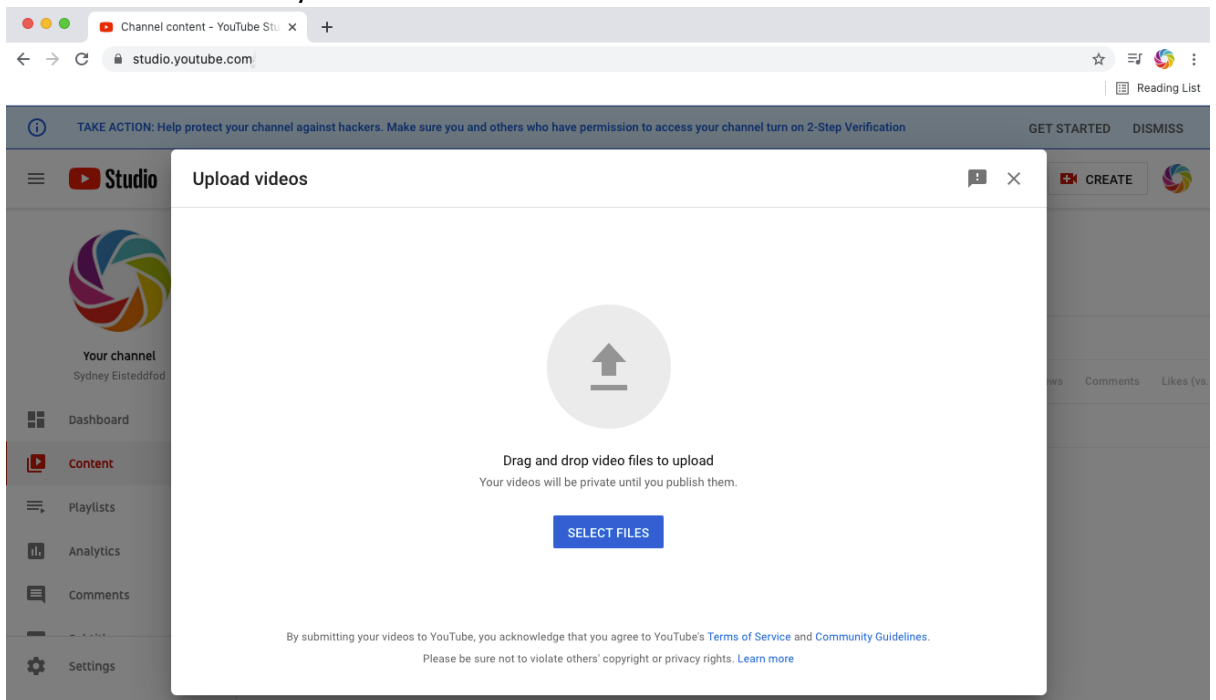 Channel content - YouTube Stu
studio.youtube.com
Reading List
TAKE ACTION: Help protect your channel against hackers. Make sure you and others who have permission to access your channel turn on 2-Step Verification GET STARTED DISMISS
Studio
Upload videos
CREATE
Your channel
Sydney Eisteddfod
Comments Likes (vs.
Dashboard
Content
Drag and drop video files to upload
Your videos will be private until you publish them.
Playlists
SELECT FILES
Analytics
Comments
By submitting your videos to YouTube, you acknowledge that you agree to YouTube's Terms of Service and Community Guidelines.
Please be sure not to violate others' copyright or privacy rights. Learn more
Settings